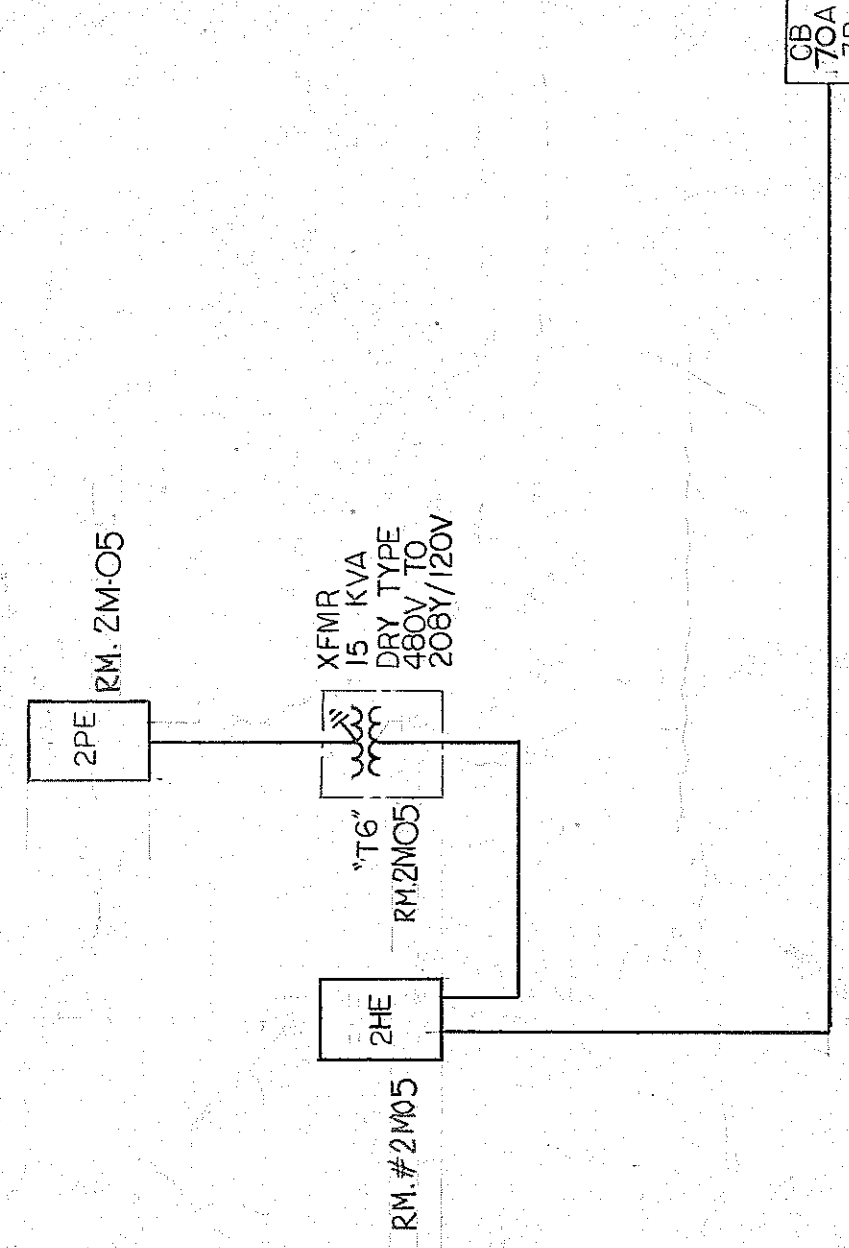 2PE
RM. 2M-05
XFMR
15 KVA
DRY TYPE
480V TO
208Y/120V
"T6"
RM.2M05
2HE
RM.#2M05
CB
70A